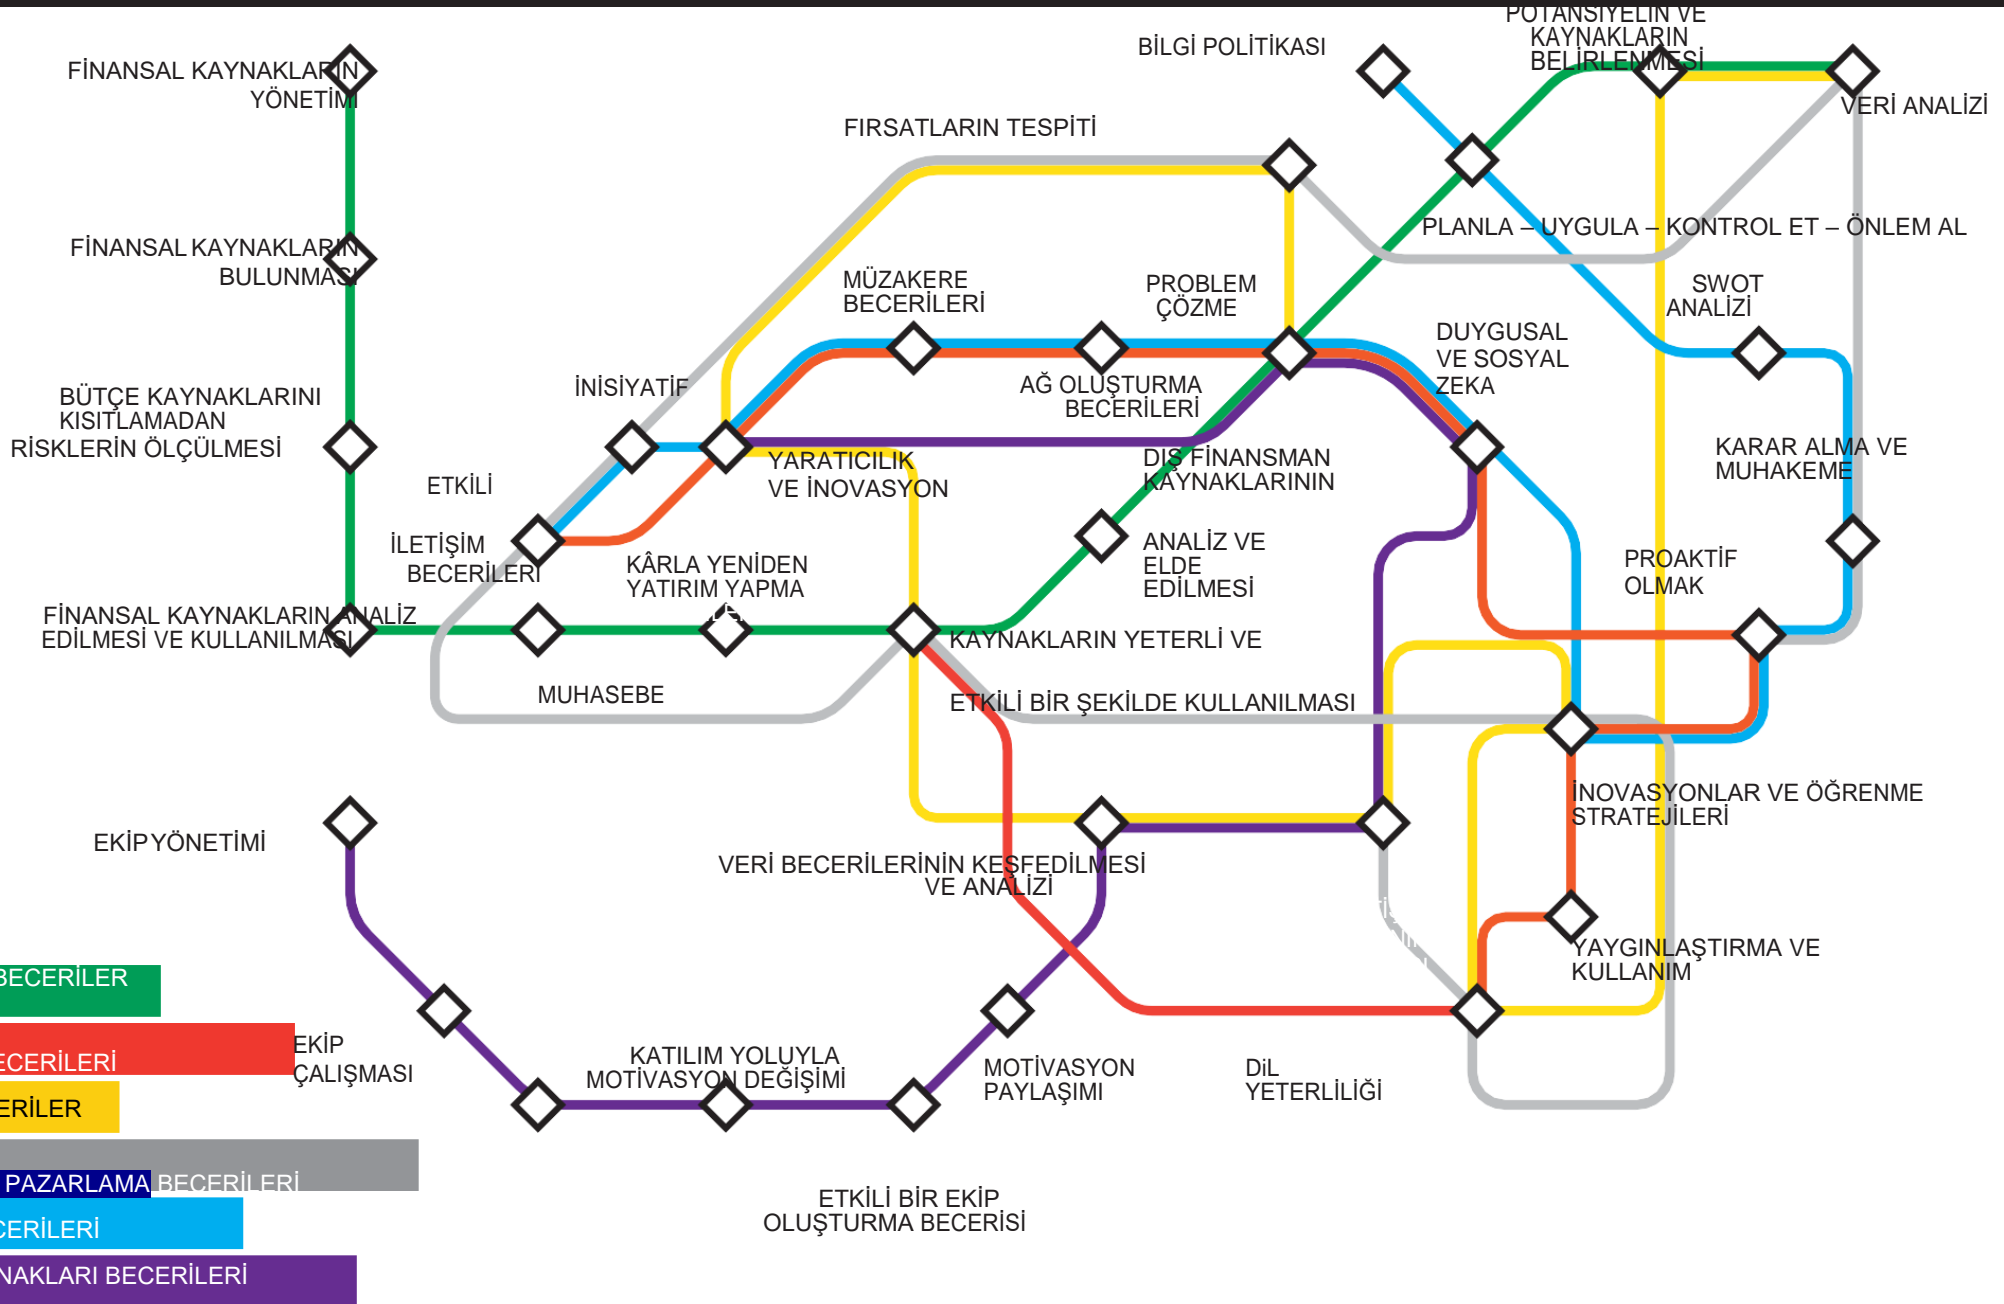 POTANSİYELİN VE
KAYNAKLARIN
BELİRLENMESİ
BİLGİ POLİTİKASI
FİNANSAL KAYNAKLARIN
YÖNETİMİ
VERİ ANALİZİ
FIRSATLARIN TESPİTİ
PLANLA – UYGULA – KONTROL ET – ÖNLEM AL
FİNANSAL KAYNAKLARIN
BULUNMASI
MÜZAKERE
BECERİLERİ
PROBLEM
ÇÖZME
SWOT
ANALİZİ
DUYGUSAL
VE SOSYAL
ZEKA
İNİSİYATİF
AĞ OLUŞTURMA
BECERİLERİ
BÜTÇE KAYNAKLARINI
KISITLAMADAN
RİSKLERİN ÖLÇÜLMESİ
KARAR ALMA VE
MUHAKEME
YARATICILIK
VE İNOVASYON
DIŞ FİNANSMAN
KAYNAKLARININ
ETKİLİ
İLETİŞİM
BECERİLERİ
ANALİZ VE
ELDE
EDİLMESİ
KÂRLA YENİDEN
YATIRIM YAPMA
PROAKTİF
OLMAK
FİNANSAL KAYNAKLARIN ANALİZ
EDİLMESİ VE KULLANILMASI
KAYNAKLARIN YETERLİ VE
MUHASEBE
ETKİLİ BİR ŞEKİLDE KULLANILMASI
İNOVASYONLAR VE ÖĞRENME
STRATEJİLERİ
EKİP YÖNETİMİ
VERİ BECERİLERİNİN KEŞFEDİLMESİ
VE ANALİZİ
YAYGINLAŞTIRMA VE
KULLANIM
BECERİLER
EKİP
ÇALIŞMASI
KATILIM YOLUYLA
MOTİVASYON DEĞİŞİMİ
MOTİVASYON
PAYLAŞIMI
DiL
YETERLİLİĞİ
ECERİLERİ
ERİLER
PAZARLAMA BECERİLERİ
ETKİLİ BİR EKİP
OLUŞTURMA BECERİSİ
CERİLERİ
NAKLARI BECERİLERİ